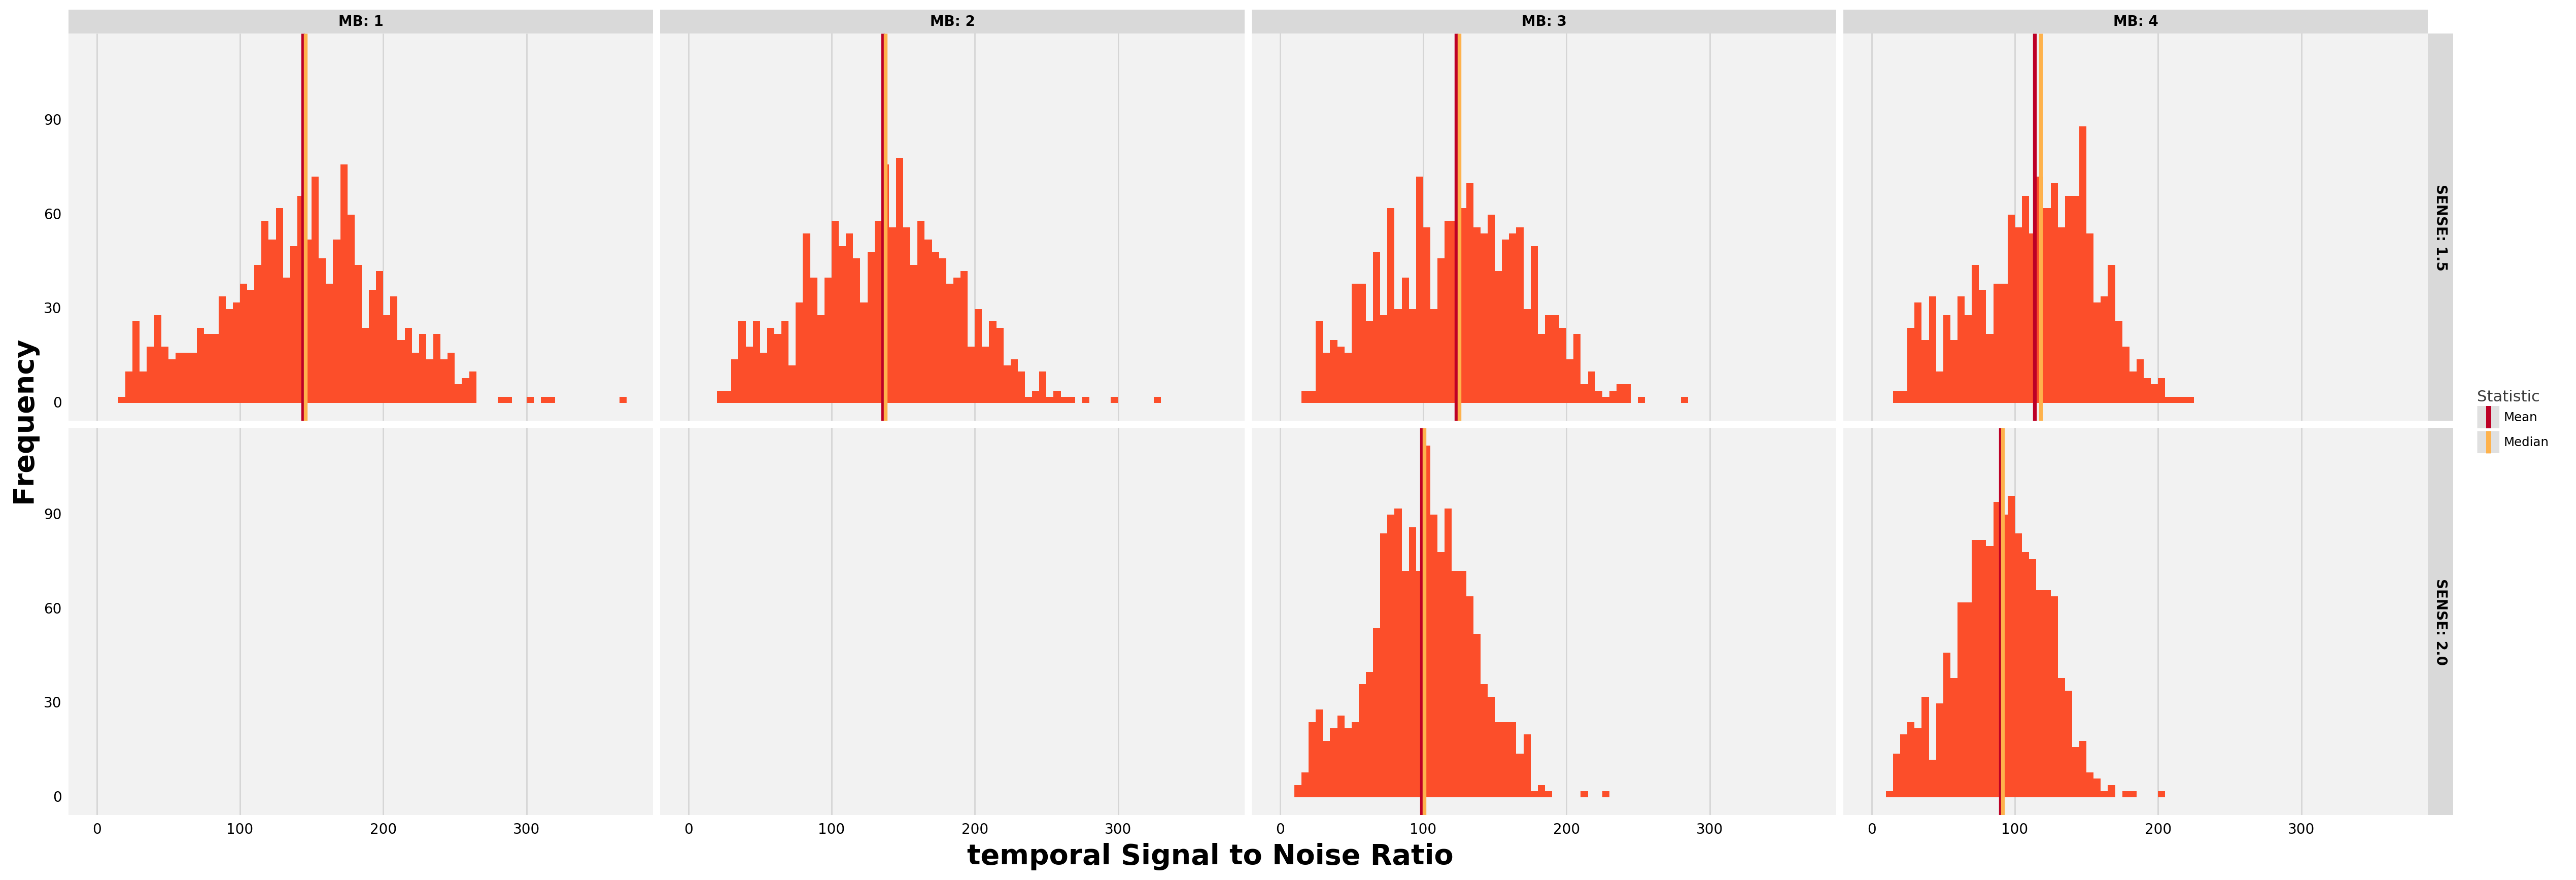 MB: 1
MB: 2
MB: 3
MB: 4
90
60
30
0
SENSE: 1.5
Frequency
90
60
30
0
SENSE: 2.0
0 100 200 300
0 100 200 300
0 100 200 300
0 100 200 300
temporal Signal to Noise Ratio
Statistic
Mean
Median